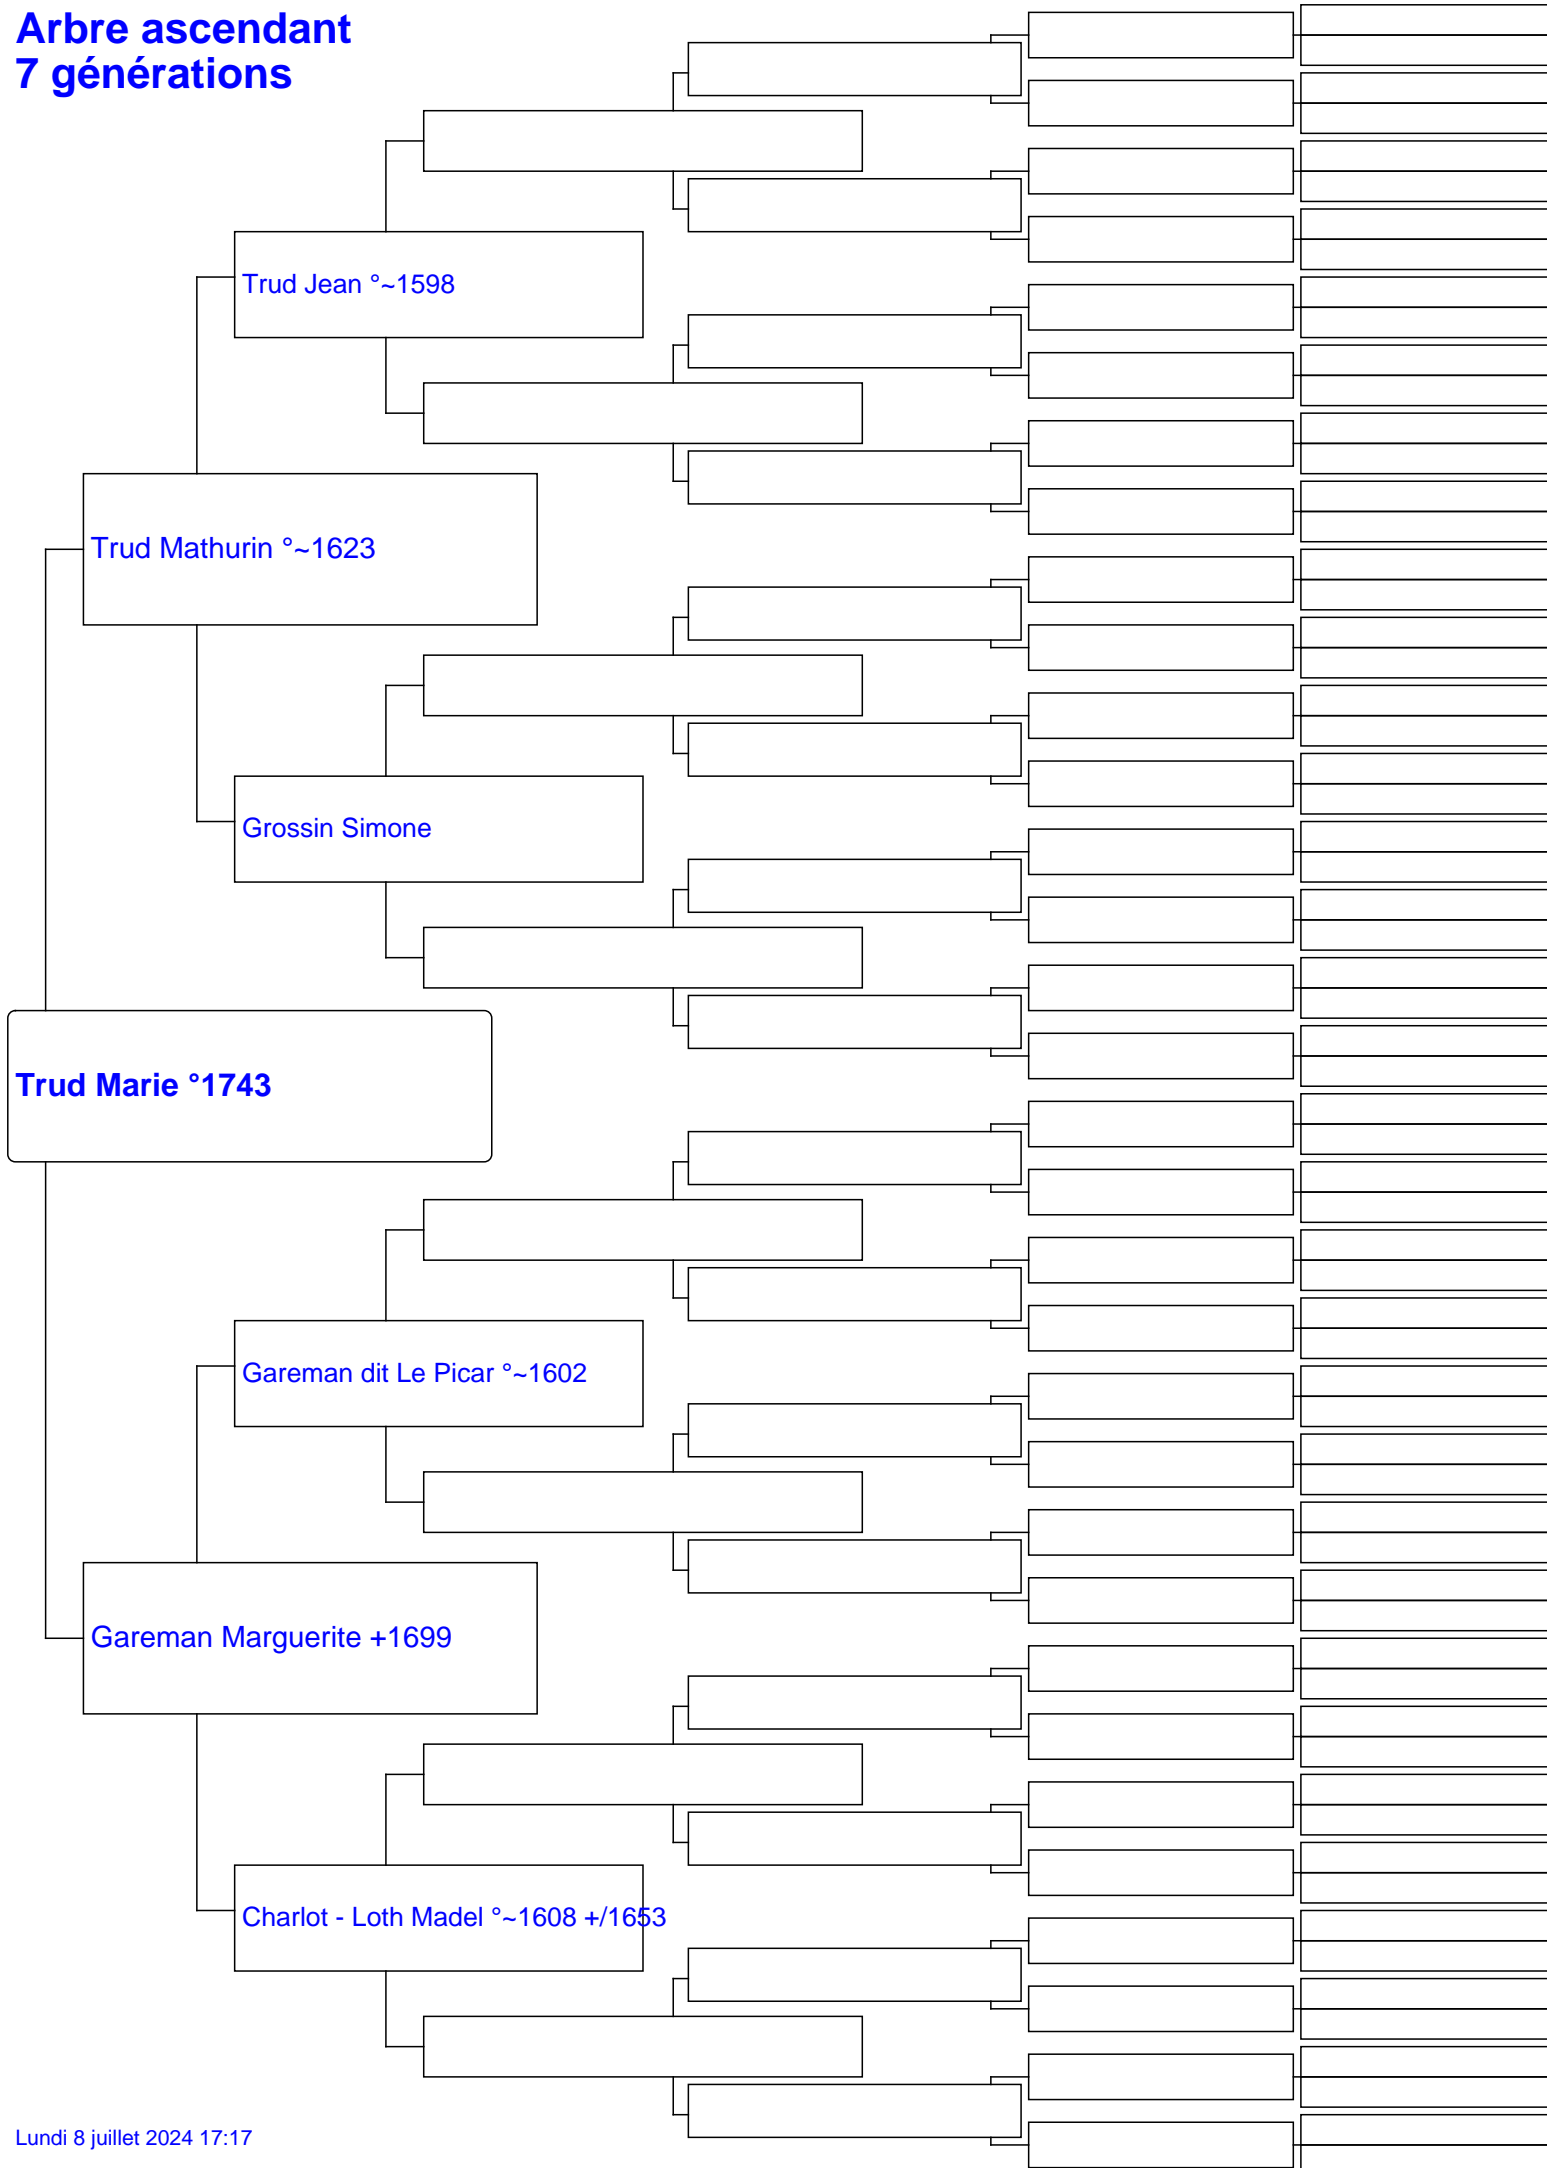 Arbre ascendant
7 générations
Trud Jean °~1598
Trud Mathurin °~1623
Grossin Simone
Trud Marie °1743
Gareman dit Le Picar °~1602
Gareman Marguerite +1699
Charlot - Loth Madel °~1608 +/1653
Lundi 8 juillet 2024 17:17